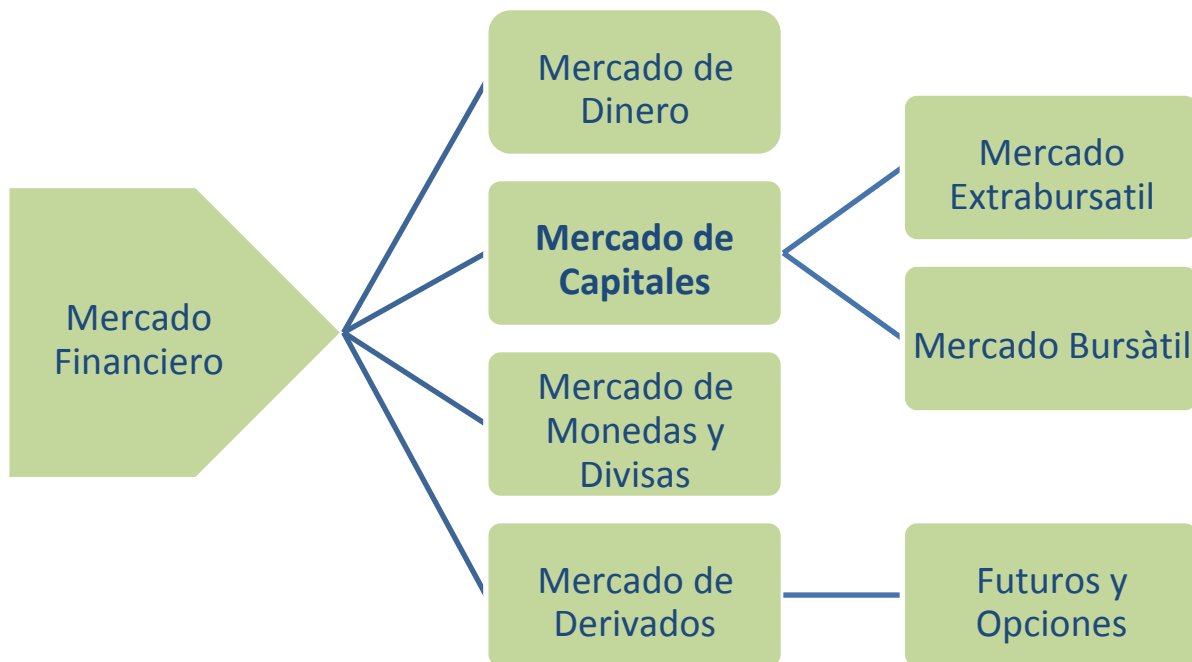 Mercado
Financiero
Mercado de
Dinero
Mercado de
Capitales
Mercado de
Monedas y
Divisas
Mercado de
Derivados
Mercado
Extrabursatil
Mercado Bursàtil
Futuros y
Opciones